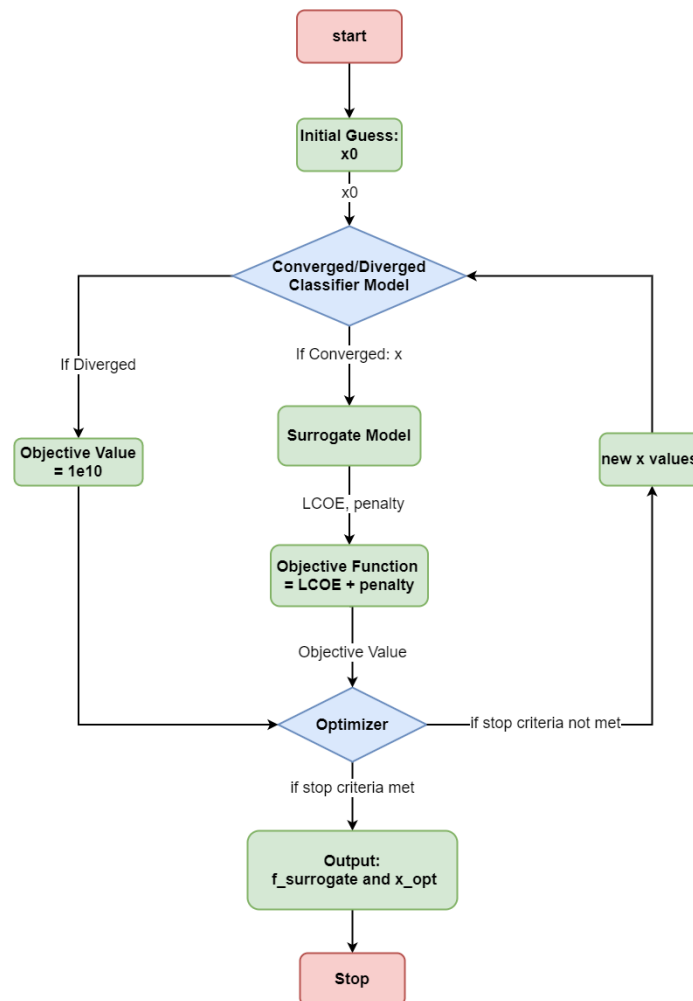 start
Initial Guess:
x0
x0
Converged/Diverged
Classifier Model
If Diverged
If Converged: x
Surrogate Model
Objective Value
= 1e10
new x values
LCOE, penalty
Objective Function
= LCOE + penalty
Objective Value
Optimizer
if stop criteria not met
if stop criteria met
Output:
f_surrogate and x_opt
Stop